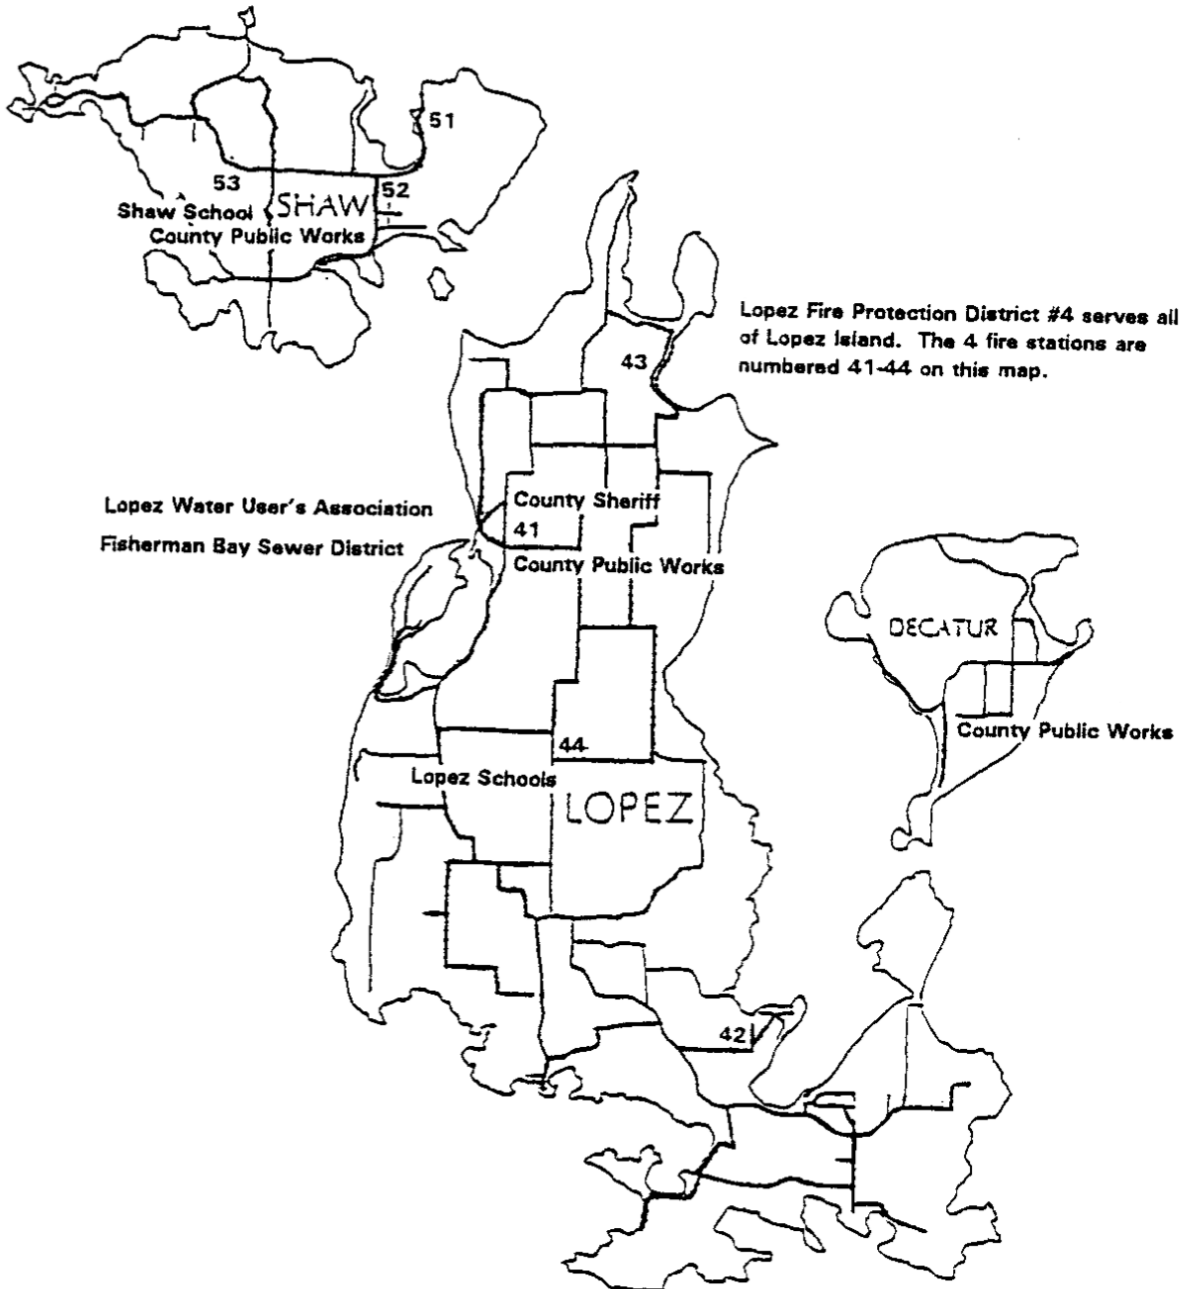 51
53
52
Shaw School
SHAW
County Public Works
Lopez Fire Protection District #4 serves all
of Lopez Island. The 4 fire stations are
numbered 41-44 on this map.
43
Lopez Water User's Association
County Sheriff
41
Fisherman Bay Sewer District
County Public Works
DECATUR
County Public Works
44
Lopez Schools
LOPEZ
42